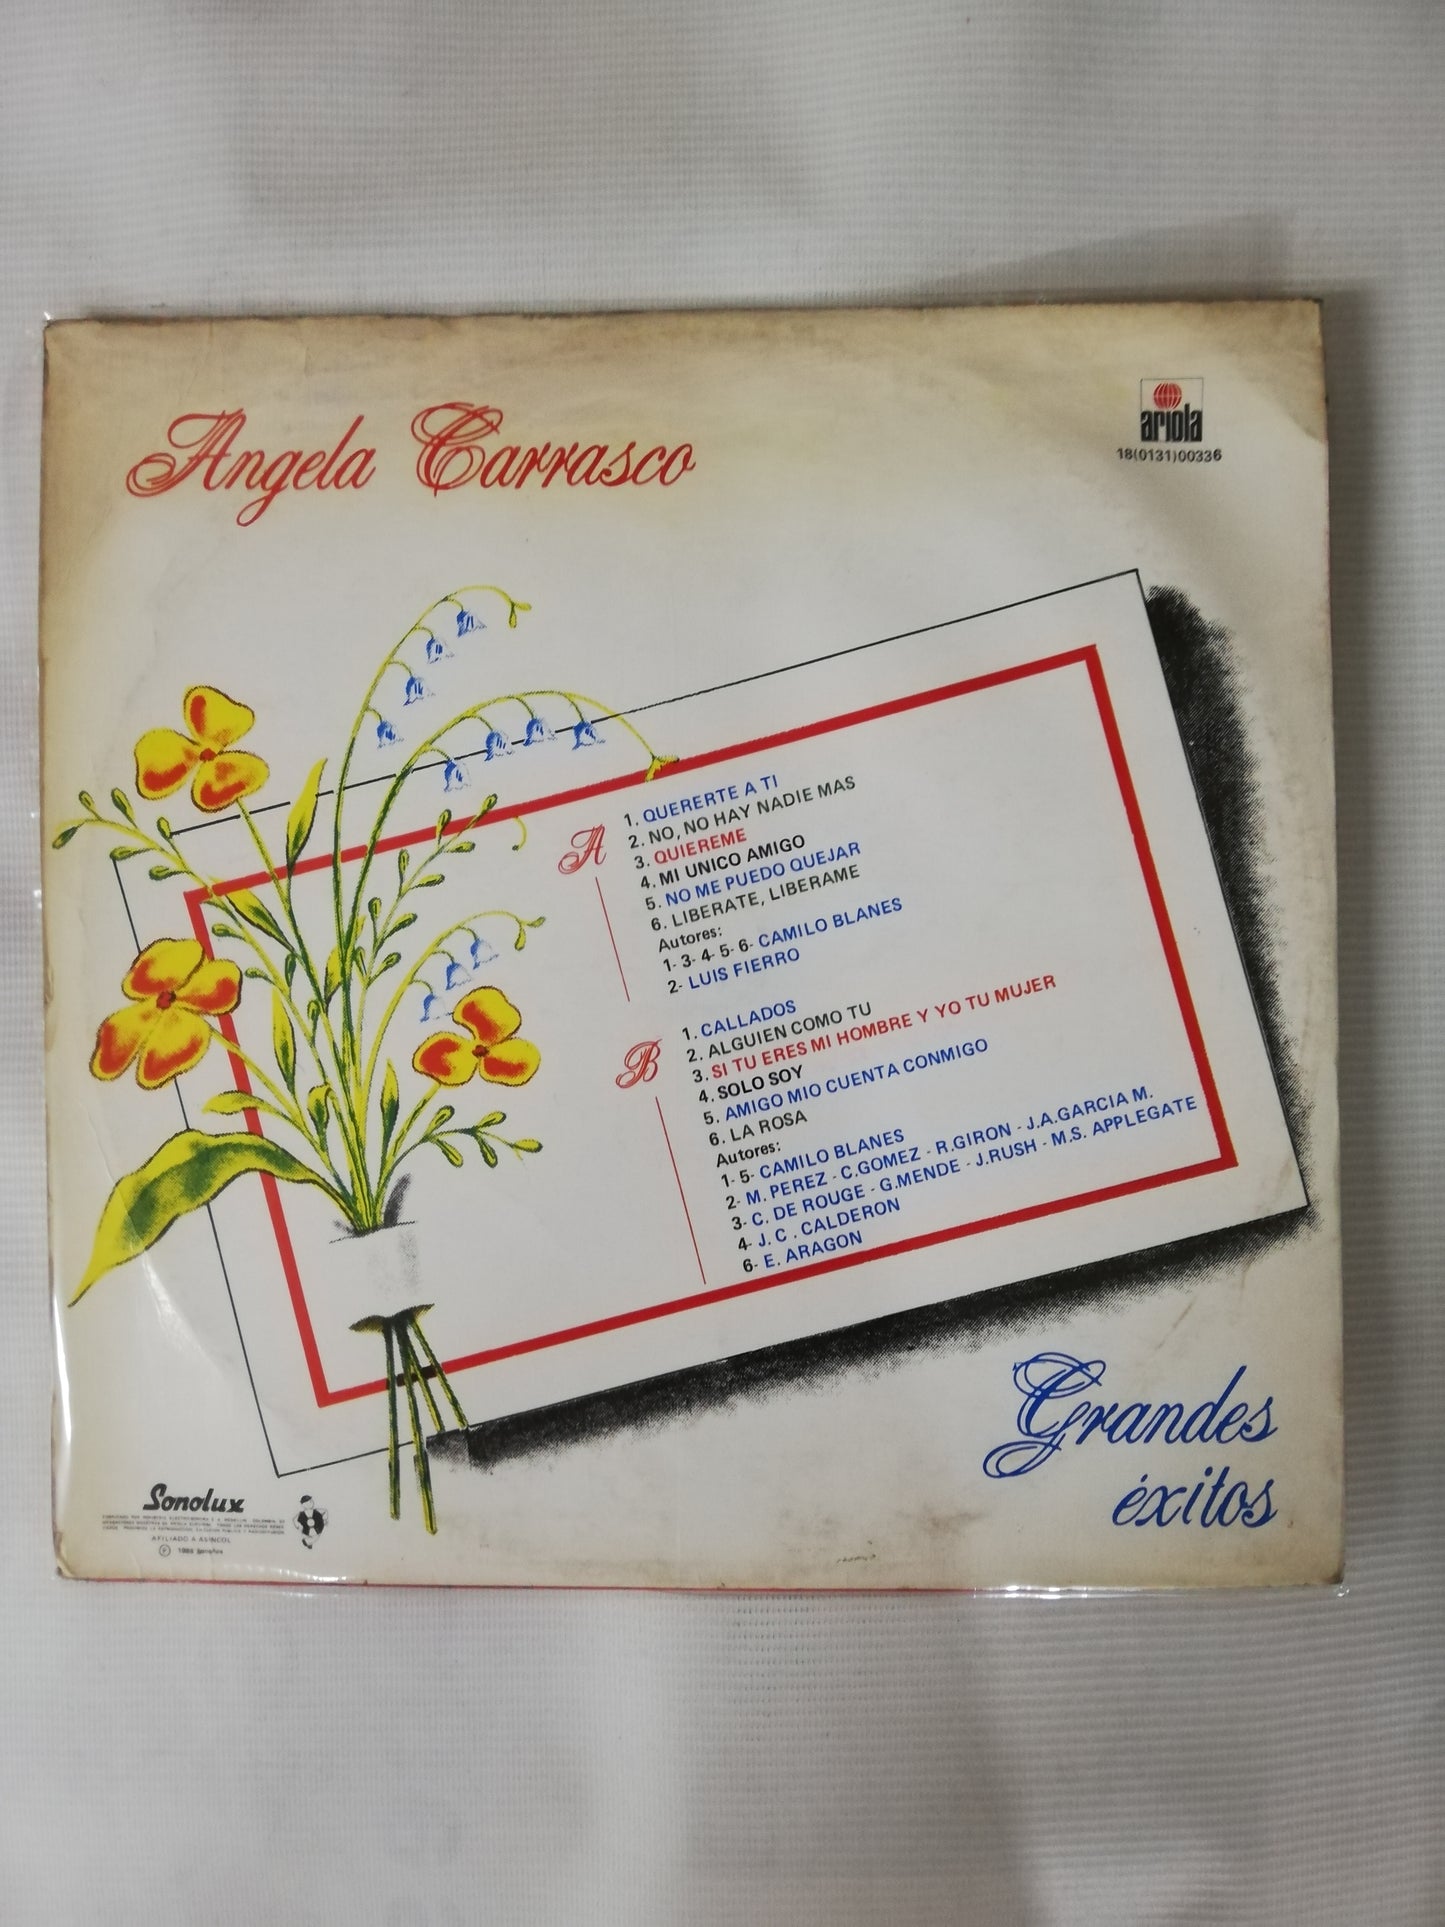 Angela Carrasco
ariola
18(0131)00336
A
1. QUERERTE A TI
2. NO, NO HAY NADIE MAS
3. QUIEREME
4. MI UNICO AMIGO
5. NO ME PUEDO QUEJAR
6. LIBERATE, LIBERAME
Autores:
1- 3- 4- 5- 6- CAMILO BLANES
2- LUIS FIERRO
B
1. CALLADOS
2. ALGUIEN COMO TU
3. SI TU ERES MI HOMBRE Y YO TU MUJER
4. SOLO SOY
5. AMIGO MIO CUENTA CONMIGO
6. LA ROSA
Autores:
1- 5- CAMILO BLANES
2- M. PEREZ - C.GOMEZ - R.GIRON - J.A.GARCIA M.
3- C. DE ROUGE - G.MENDE - J.RUSH - M.S. APPLEGATE
4- J. C . CALDERON
6- E. ARAGON
Grandes
éxitos
Sonolux
AFILIADO A ASINCOL